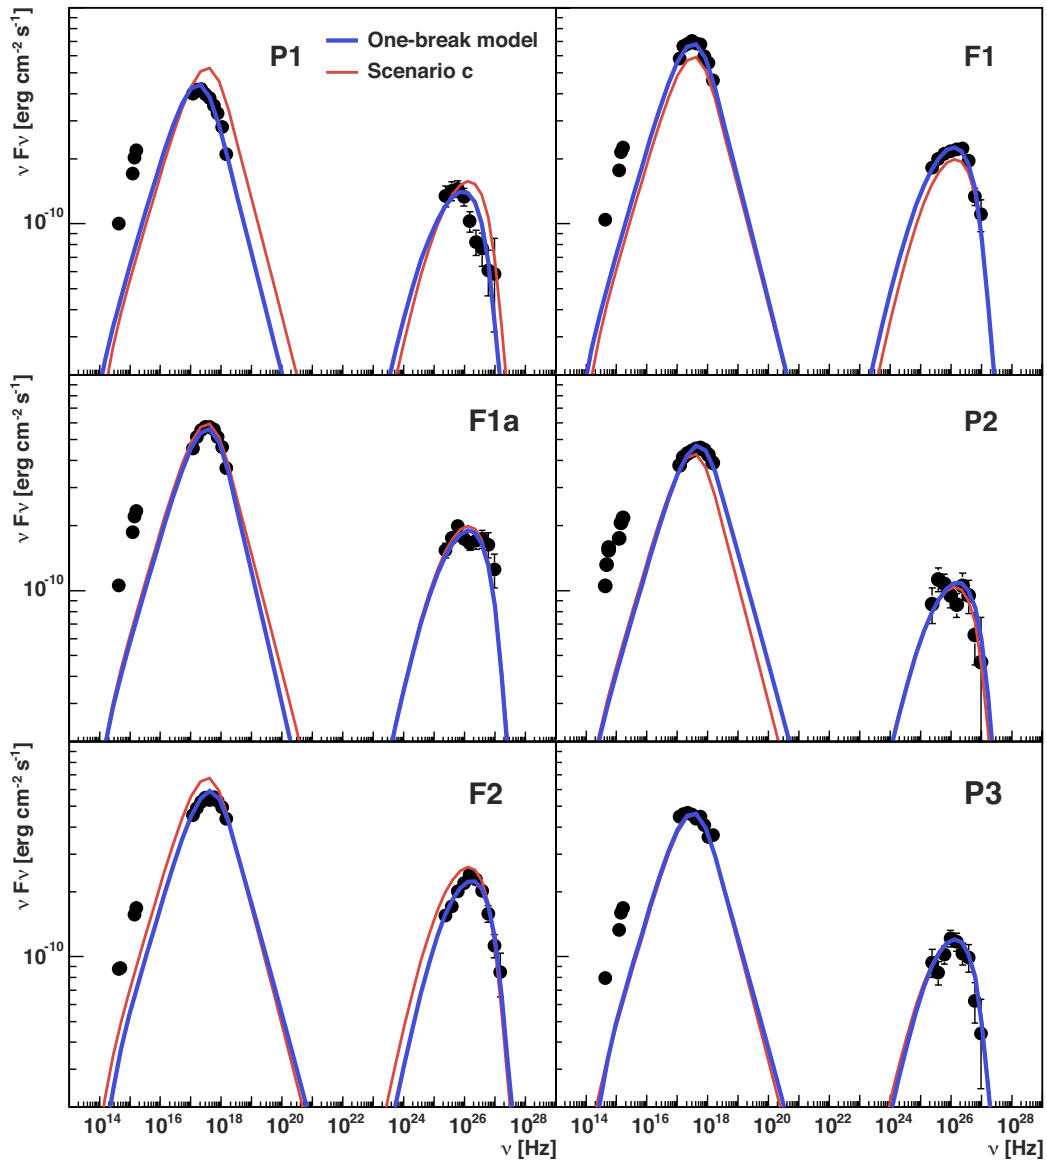 P1
One-break model
Scenario c
F1
ν Fν [erg cm⁻² s⁻¹]
10⁻¹⁰
F1a
P2
ν Fν [erg cm⁻² s⁻¹]
10⁻¹⁰
F2
P3
ν Fν [erg cm⁻² s⁻¹]
10⁻¹⁰
10¹⁴ 10¹⁶ 10¹⁸ 10²⁰ 10²² 10²⁴ 10²⁶ 10²⁸ 10¹⁴ 10¹⁶ 10¹⁸ 10²⁰ 10²² 10²⁴ 10²⁶ 10²⁸
ν [Hz] ν [Hz]